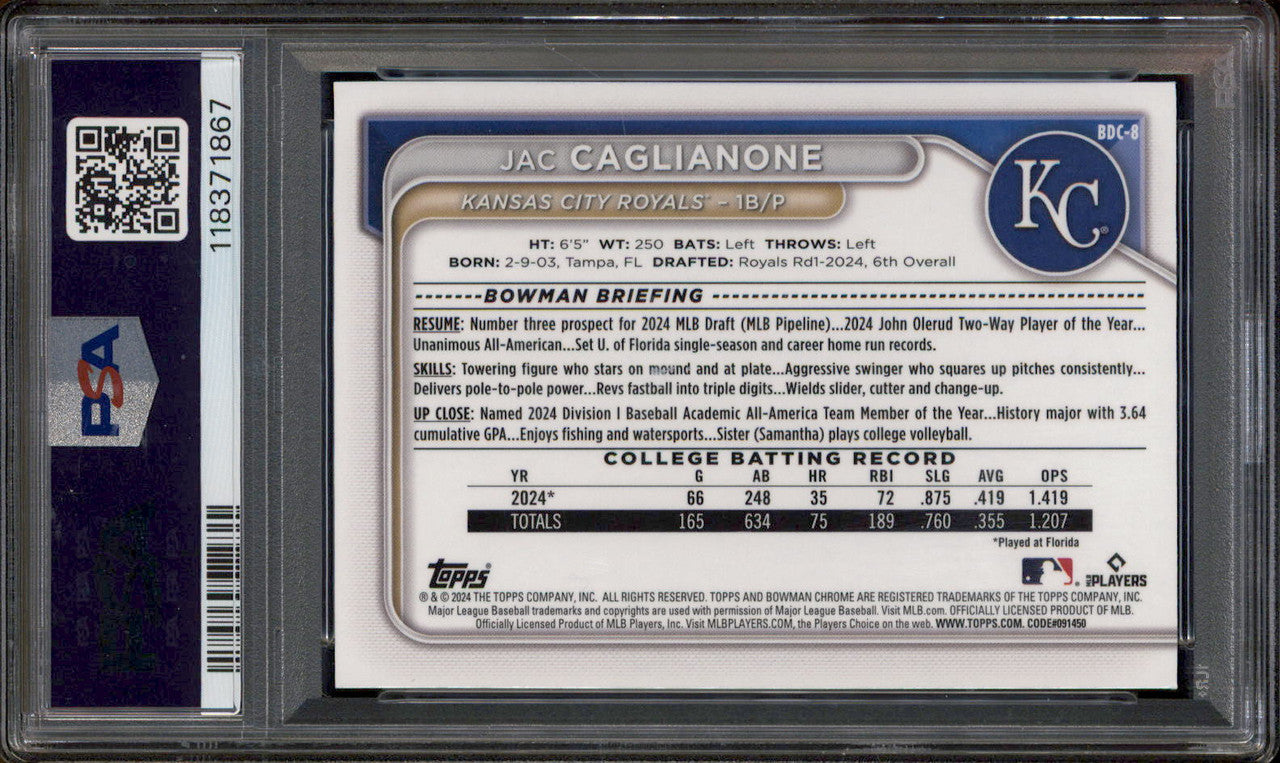 118371867
PSA
BDC-8
JAC CAGLIANONE
KC
KANSAS CITY ROYALS® – 1B/P
HT: 6'5" WT: 250 BATS: Left THROWS: Left
BORN: 2-9-03, Tampa, FL DRAFTED: Royals Rd1-2024, 6th Overall
BOWMAN BRIEFING
RESUME: Number three prospect for 2024 MLB Draft (MLB Pipeline)...2024 John Olerud Two-Way Player of the Year...
Unanimous All-American...Set U. of Florida single-season and career home run records.
SKILLS: Towering figure who stars on mound and at plate...Aggressive swinger who squares up pitches consistently...
Delivers pole-to-pole power...Revs fastball into triple digits...Wields slider, cutter and change-up.
UP CLOSE: Named 2024 Division I Baseball Academic All-America Team Member of the Year...History major with 3.64
cumulative GPA...Enjoys fishing and watersports...Sister (Samantha) plays college volleyball.
COLLEGE BATTING RECORD
YR G AB HR RBI SLG AVG OPS
2024* 66 248 35 72 .875 .419 1.419
TOTALS 165 634 75 189 .760 .355 1.207
*Played at Florida
Topps®
PLAYERS
® & © 2024 THE TOPPS COMPANY, INC. ALL RIGHTS RESERVED. TOPPS AND BOWMAN CHROME ARE REGISTERED TRADEMARKS OF THE TOPPS COMPANY, INC.
Major League Baseball trademarks and copyrights are used with permission of Major League Baseball. Visit MLB.com. OFFICIALLY LICENSED PRODUCT OF MLB.
Officially Licensed Product of MLB Players, Inc. Visit MLBPLAYERS.COM, the Players Choice on the web. WWW.TOPPS.COM. CODE#091450